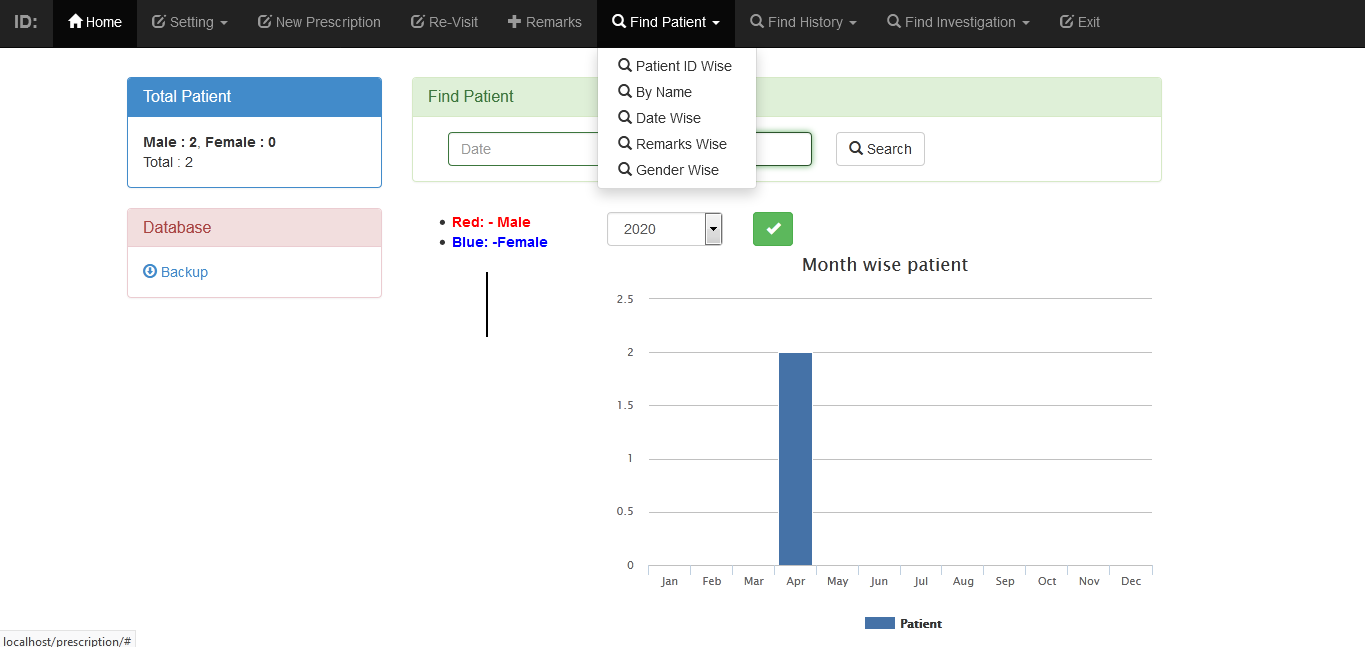 ID: Home Setting New Prescription Re-Visit Remarks Find Patient Find History Find Investigation Exit
Patient ID Wise
By Name
Date Wise
Remarks Wise
Gender Wise
Total Patient
Male : 2, Female : 0
Total : 2
Database
Backup
Find Patient
Date
Search
Red: - Male
Blue: -Female
2020
Month wise patient
2.5
2
1.5
1
0.5
0
Jan Feb Mar Apr May Jun Jul Aug Sep Oct Nov Dec
Patient
localhost/prescription/#